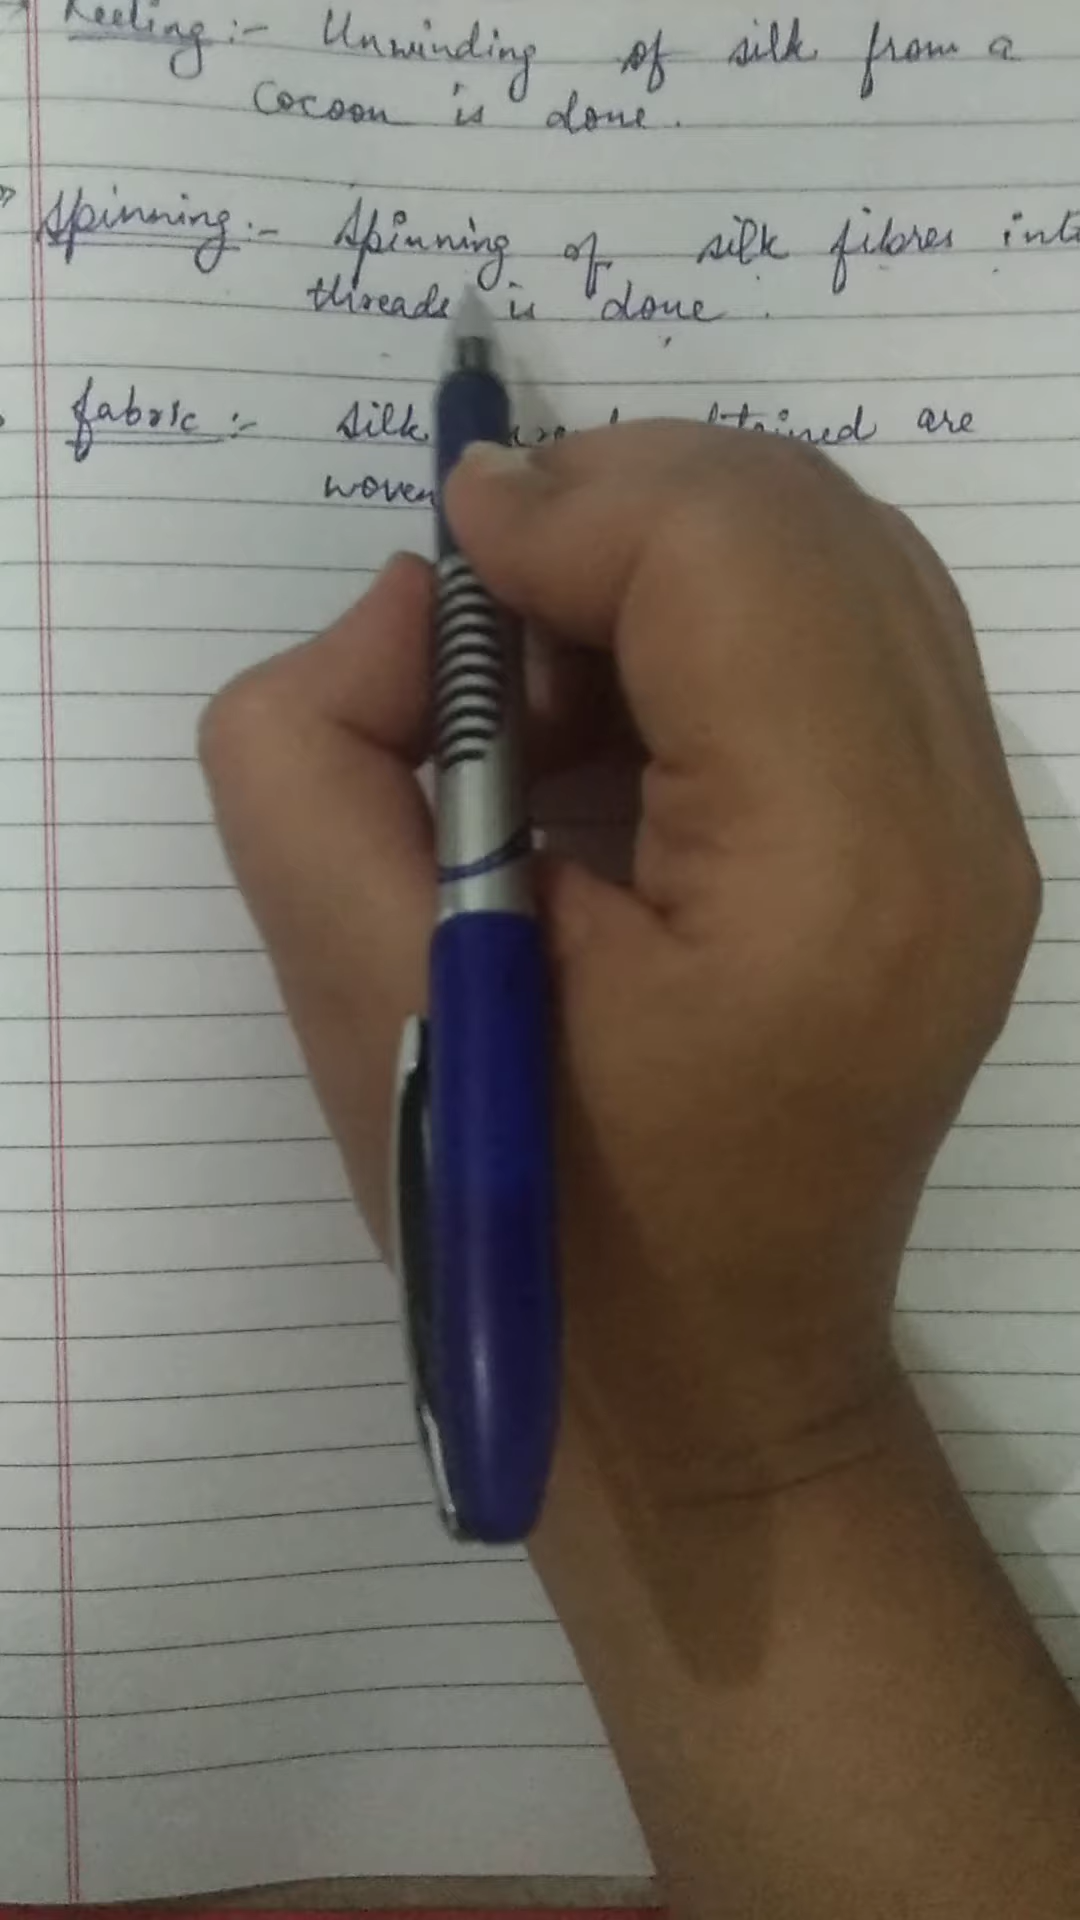 Reeling :- Unwinding of silk from a
cocoon is done.
Spinning :- Spinning of silk fibres into
threads is done.
fabric :- silk are
woven